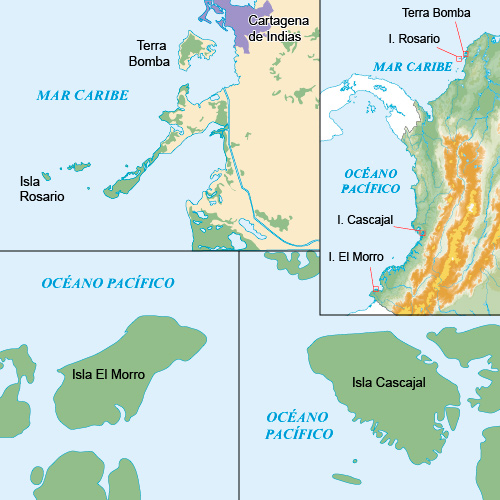 Cartagena
de Indias
Terra
Bomba
MAR CARIBE
Isla
Rosario
Terra Bomba
I. Rosario
MAR CARIBE
OCÉANO
PACÍFICO
I. Cascajal
I. El Morro
OCÉANO PACÍFICO
Isla El Morro
Isla Cascajal
OCÉANO
PACÍFICO